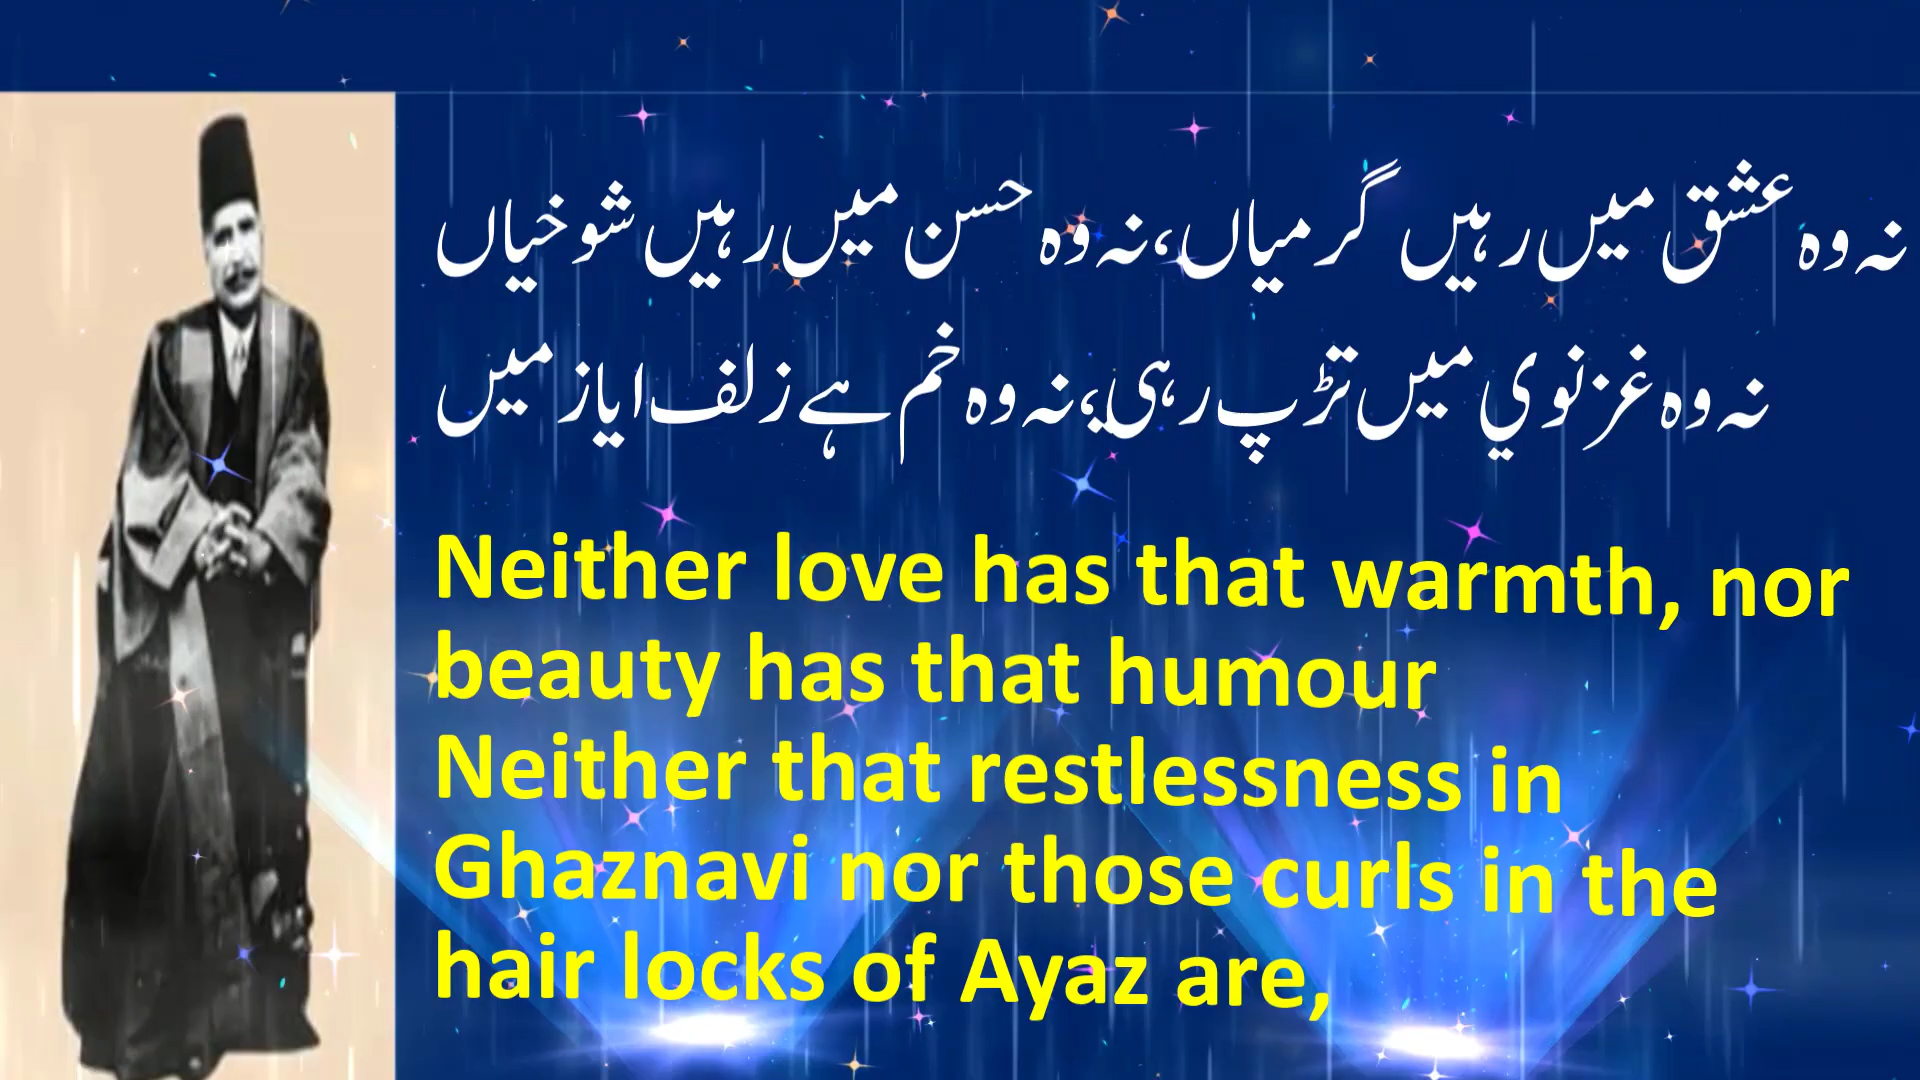 نہ وہ عشق میں رہیں گرمیاں، نہ وہ حسن میں رہیں شوخیاں
نہ وہ غزنوي میں تڑپ رہی؛ نہ وہ خم ہے زلف ایاز میں
Neither love has that warmth, nor
beauty has that humour
Neither that restlessness in
Ghaznavi nor those curls in the
hair locks of Ayaz are,